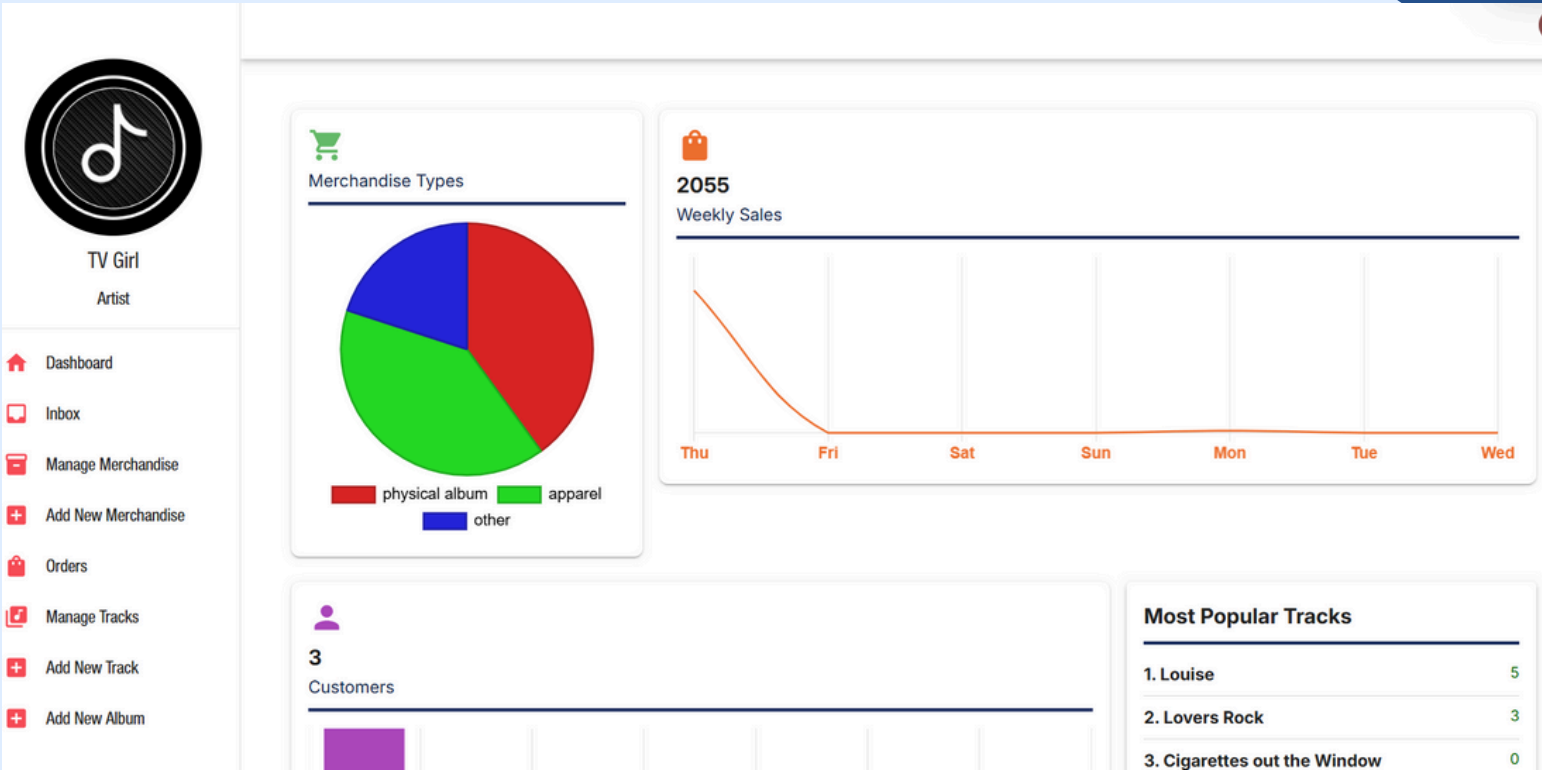 TV Girl
Artist
Dashboard
Inbox
Manage Merchandise
Add New Merchandise
Orders
Manage Tracks
Add New Track
Add New Album
Merchandise Types
physical album apparel
other
2055
Weekly Sales
Thu Fri Sat Sun Mon Tue Wed
3
Customers
Most Popular Tracks
1. Louise 5
2. Lovers Rock 3
3. Cigarettes out the Window 0